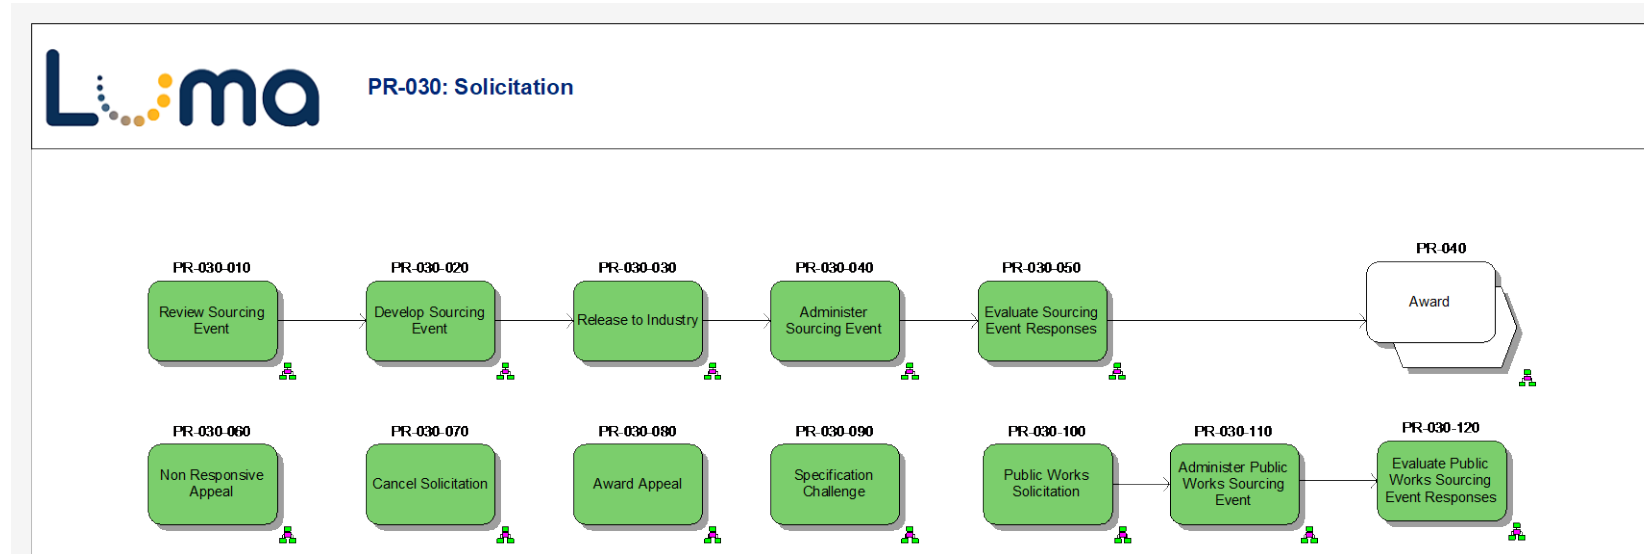 Luma
PR-030: Solicitation
PR-030-010
Review Sourcing
Event
PR-030-020
Develop Sourcing
Event
PR-030-030
Release to Industry
PR-030-040
Administer
Sourcing Event
PR-030-050
Evaluate Sourcing
Event Responses
PR-040
Award
PR-030-060
Non Responsive
Appeal
PR-030-070
Cancel Solicitation
PR-030-080
Award Appeal
PR-030-090
Specification
Challenge
PR-030-100
Public Works
Solicitation
PR-030-110
Administer Public
Works Sourcing
Event
PR-030-120
Evaluate Public
Works Sourcing
Event Responses